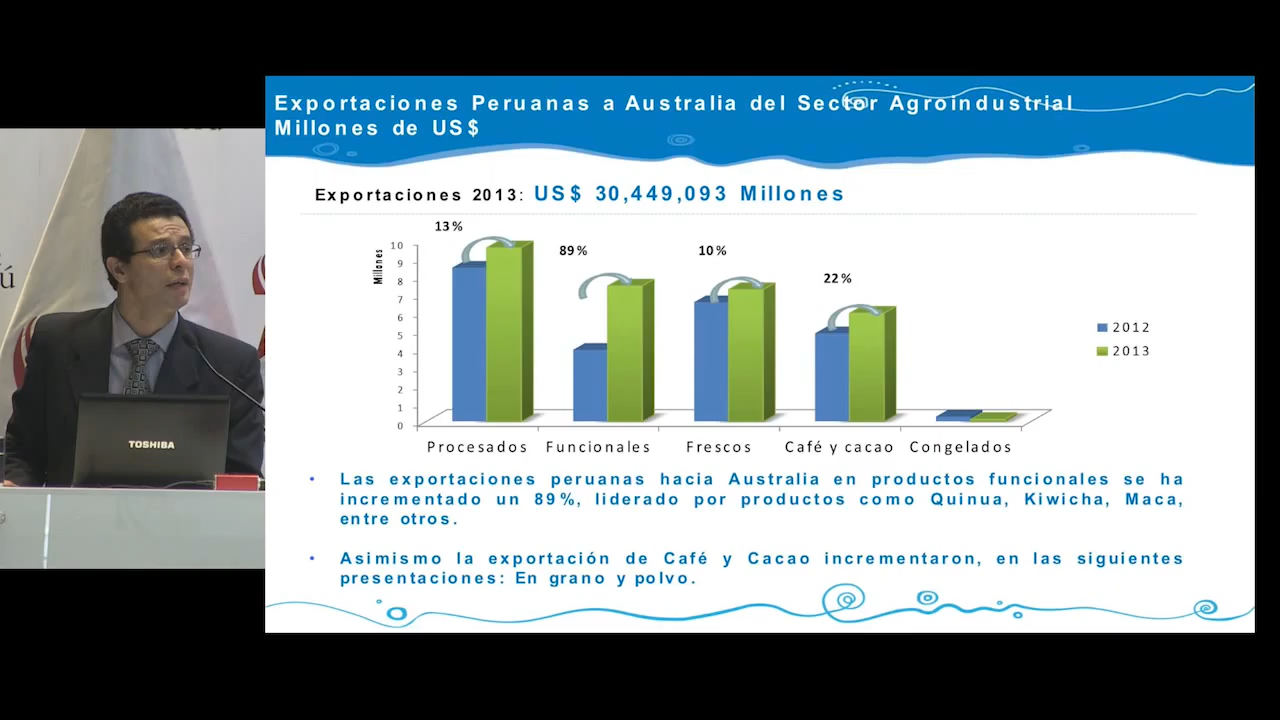 Exportaciones Peruanas a Australia del Sector Agroindustrial
Millones de US$
Exportaciones 2013: US$ 30,449,093 Millones
13%
89%
10%
22%
Millones
10
9
8
7
6
5
4
3
2
1
0
Procesados Funcionales Frescos Café y cacao Congelados
2012
2013
• Las exportaciones peruanas hacia Australia en productos funcionales se ha
incrementado un 89%, liderado por productos como Quinua, Kiwicha, Maca,
entre otros.
• Asimismo la exportación de Café y Cacao incrementaron, en las siguientes
presentaciones: En grano y polvo.
TOSHIBA